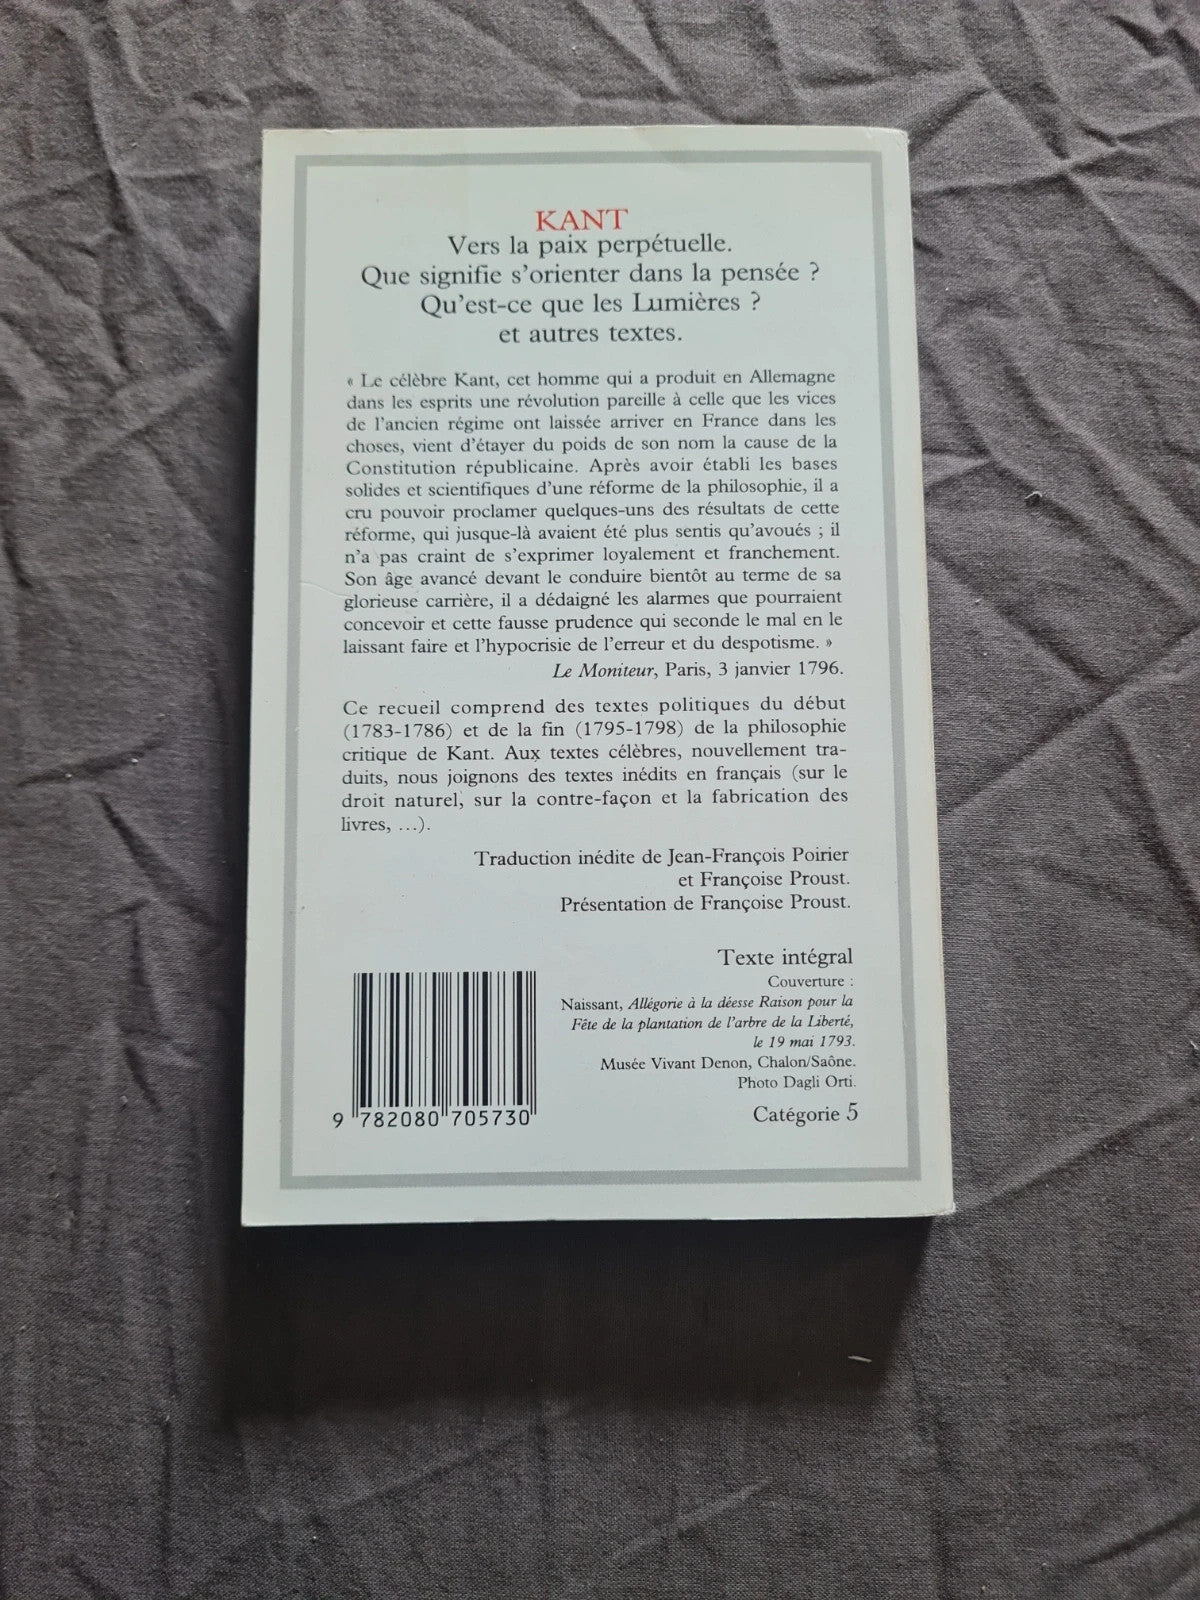 KANT
Vers la paix perpétuelle.
Que signifie s'orienter dans la pensée ?
Qu'est-ce que les Lumières ?
et autres textes.
« Le célèbre Kant, cet homme qui a produit en Allemagne
dans les esprits une révolution pareille à celle que les vices
de l'ancien régime ont laissée arriver en France dans les
choses, vient d'étayer du poids de son nom la cause de la
Constitution républicaine. Après avoir établi les bases
solides et scientifiques d'une réforme de la philosophie, il a
cru pouvoir proclamer quelques-uns des résultats de cette
réforme, qui jusque-là avaient été plus sentis qu'avoués ; il
n'a pas craint de s'exprimer loyalement et franchement.
Son âge avancé devant le conduire bientôt au terme de sa
glorieuse carrière, il a dédaigné les alarmes que pourraient
concevoir et cette fausse prudence qui seconde le mal en le
laissant faire et l'hypocrisie de l'erreur et du despotisme. »
Le Moniteur, Paris, 3 janvier 1796.
Ce recueil comprend des textes politiques du début
(1783-1786) et de la fin (1795-1798) de la philosophie
critique de Kant. Aux textes célèbres, nouvellement tra-
duits, nous joignons des textes inédits en français (sur le
droit naturel, sur la contre-façon et la fabrication des
livres, ...).
Traduction inédite de Jean-François Poirier
et Françoise Proust.
Présentation de Françoise Proust.
Texte intégral
Couverture :
Naissant, Allégorie à la déesse Raison pour la
Fête de la plantation de l'arbre de la Liberté,
le 19 mai 1793.
Musée Vivant Denon, Chalon/Saône.
Photo Dagli Orti.
Catégorie 5
9 782080 705730